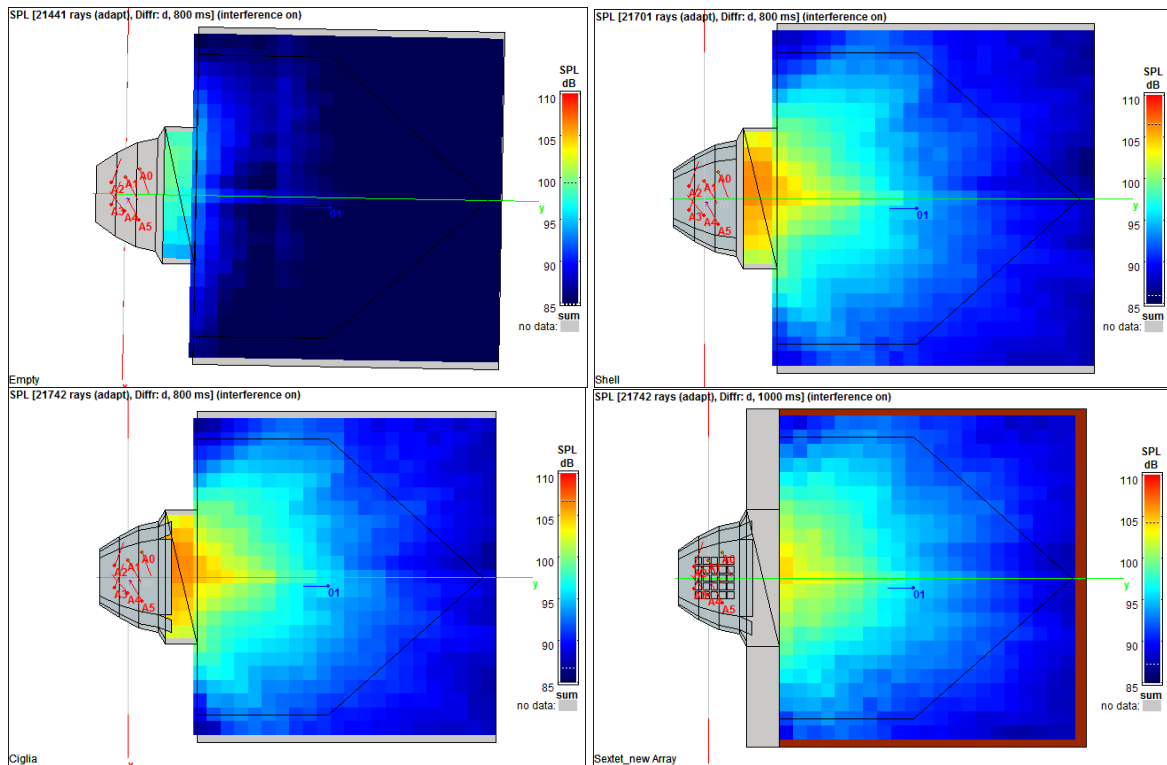 SPL [21441 rays (adapt), Diffr: d, 800 ms] (interference on)
SPL
dB
110
105
100
95
90
85
sum
no data:
A0
A1
A2
A3
A4
A5
01
y
x
Empty
SPL [21701 rays (adapt), Diffr: d, 800 ms] (interference on)
SPL
dB
110
105
100
95
90
85
sum
no data:
A0
A1
A2
A3
A4
A5
01
y
Shell
SPL [21742 rays (adapt), Diffr: d, 800 ms] (interference on)
SPL
dB
110
105
100
95
90
85
sum
no data:
A0
A1
A2
A3
A4
A5
01
y
x
Ciglia
SPL [21742 rays (adapt), Diffr: d, 1000 ms] (interference on)
SPL
dB
110
105
100
95
90
85
sum
no data:
A0
A5
01
y
Sextet_new Array